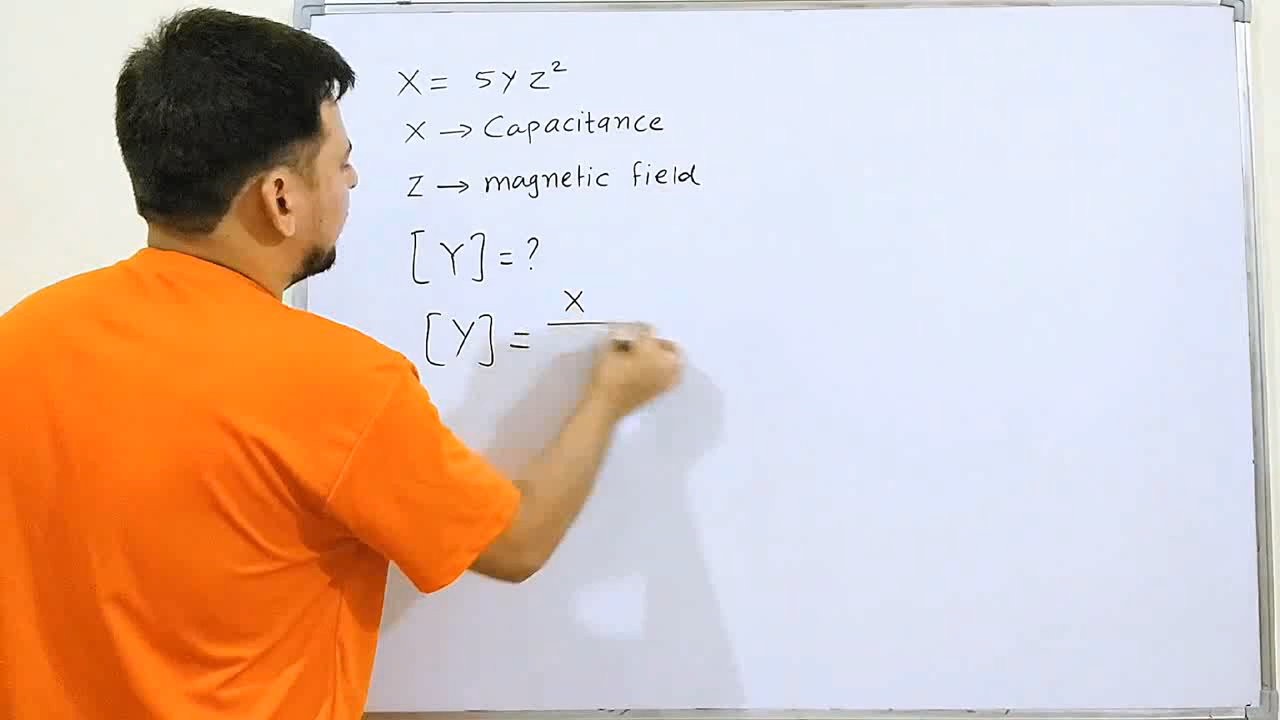 X = 5YZ²
X → Capacitance
Z → magnetic field
[Y] = ?
[Y] = X